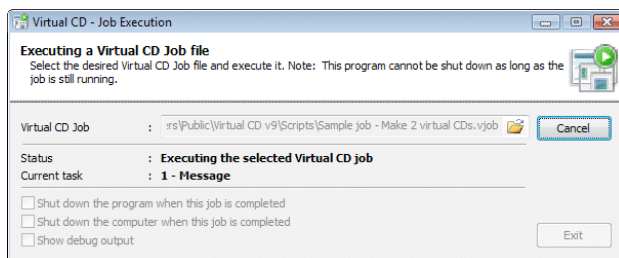 Virtual CD - Job Execution
Executing a Virtual CD Job file
Select the desired Virtual CD Job file and execute it. Note: This program cannot be shut down as long as the
job is still running.
Virtual CD Job : :rs\Public\Virtual CD v9\Scripts\Sample job - Make 2 virtual CDs.vjob Cancel
Status : Executing the selected Virtual CD job
Current task : 1 - Message
Shut down the program when this job is completed
Shut down the computer when this job is completed
Show debug output
Exit